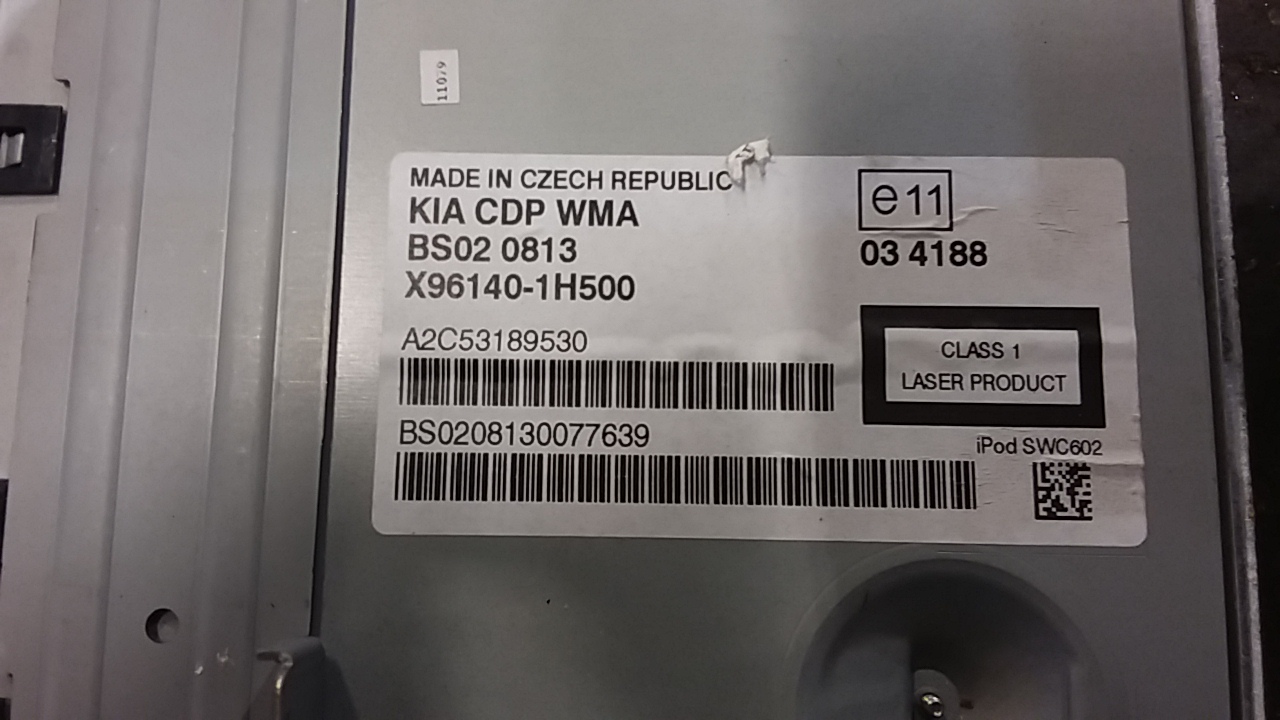 11079
MADE IN CZECH REPUBLIC
KIA CDP WMA
BS02 0813
X96140-1H500
e11
03 4188
A2C53189530
CLASS 1
LASER PRODUCT
BS0208130077639
iPod SWC602